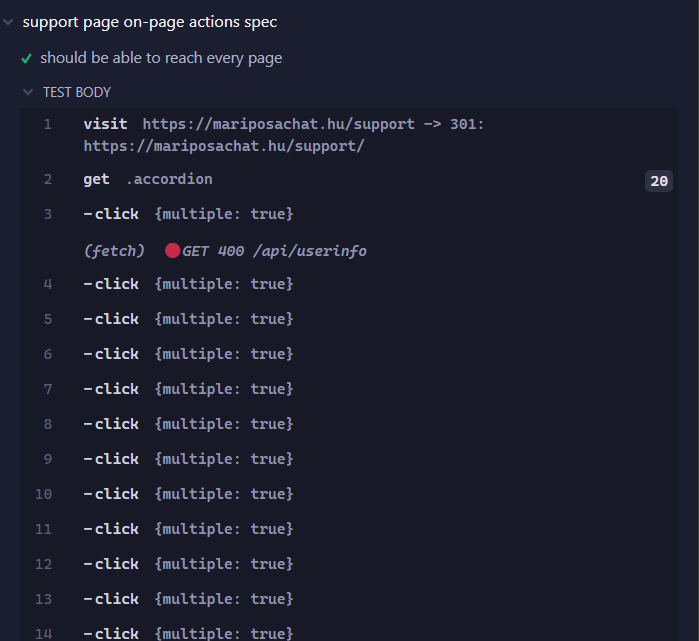 support page on-page actions spec
should be able to reach every page
TEST BODY
1 visit https://mariposachat.hu/support -> 301:
https://mariposachat.hu/support/
2 get .accordion 20
3 -click {multiple: true}
(fetch) GET 400 /api/userinfo
4 -click {multiple: true}
5 -click {multiple: true}
6 -click {multiple: true}
7 -click {multiple: true}
8 -click {multiple: true}
9 -click {multiple: true}
10 -click {multiple: true}
11 -click {multiple: true}
12 -click {multiple: true}
13 -click {multiple: true}
14 -click {multiple: true}